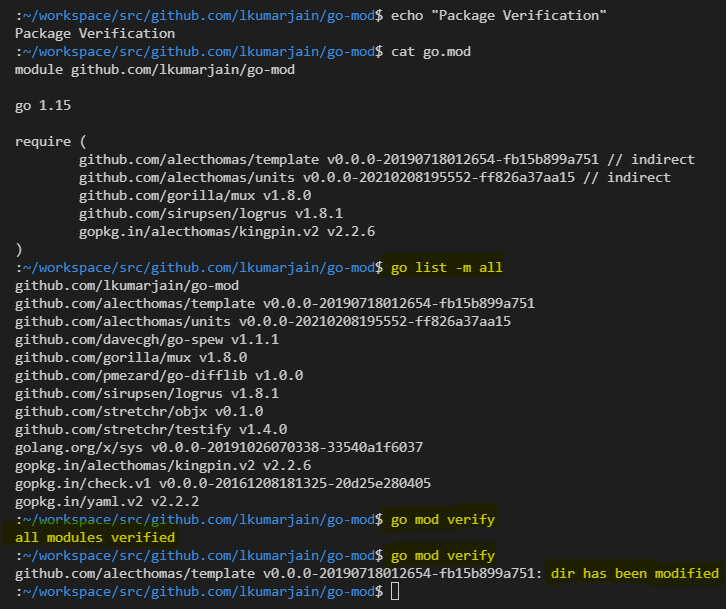 :~/workspace/src/github.com/lkumarjain/go-mod$ echo "Package Verification"
Package Verification
:~/workspace/src/github.com/lkumarjain/go-mod$ cat go.mod
module github.com/lkumarjain/go-mod
go 1.15
require (
github.com/alecthomas/template v0.0.0-20190718012654-fb15b899a751 // indirect
github.com/alecthomas/units v0.0.0-20210208195552-ff826a37aa15 // indirect
github.com/gorilla/mux v1.8.0
github.com/sirupsen/logrus v1.8.1
gopkg.in/alecthomas/kingpin.v2 v2.2.6
)
:~/workspace/src/github.com/lkumarjain/go-mod$ go list -m all
github.com/lkumarjain/go-mod
github.com/alecthomas/template v0.0.0-20190718012654-fb15b899a751
github.com/alecthomas/units v0.0.0-20210208195552-ff826a37aa15
github.com/davecgh/go-spew v1.1.1
github.com/gorilla/mux v1.8.0
github.com/pmezard/go-difflib v1.0.0
github.com/sirupsen/logrus v1.8.1
github.com/stretchr/objx v0.1.0
github.com/stretchr/testify v1.4.0
golang.org/x/sys v0.0.0-20191026070338-33540a1f6037
gopkg.in/alecthomas/kingpin.v2 v2.2.6
gopkg.in/check.v1 v0.0.0-20161208181325-20d25e280405
gopkg.in/yaml.v2 v2.2.2
:~/workspace/src/github.com/lkumarjain/go-mod$ go mod verify
all modules verified
:~/workspace/src/github.com/lkumarjain/go-mod$ go mod verify
github.com/alecthomas/template v0.0.0-20190718012654-fb15b899a751: dir has been modified
:~/workspace/src/github.com/lkumarjain/go-mod$